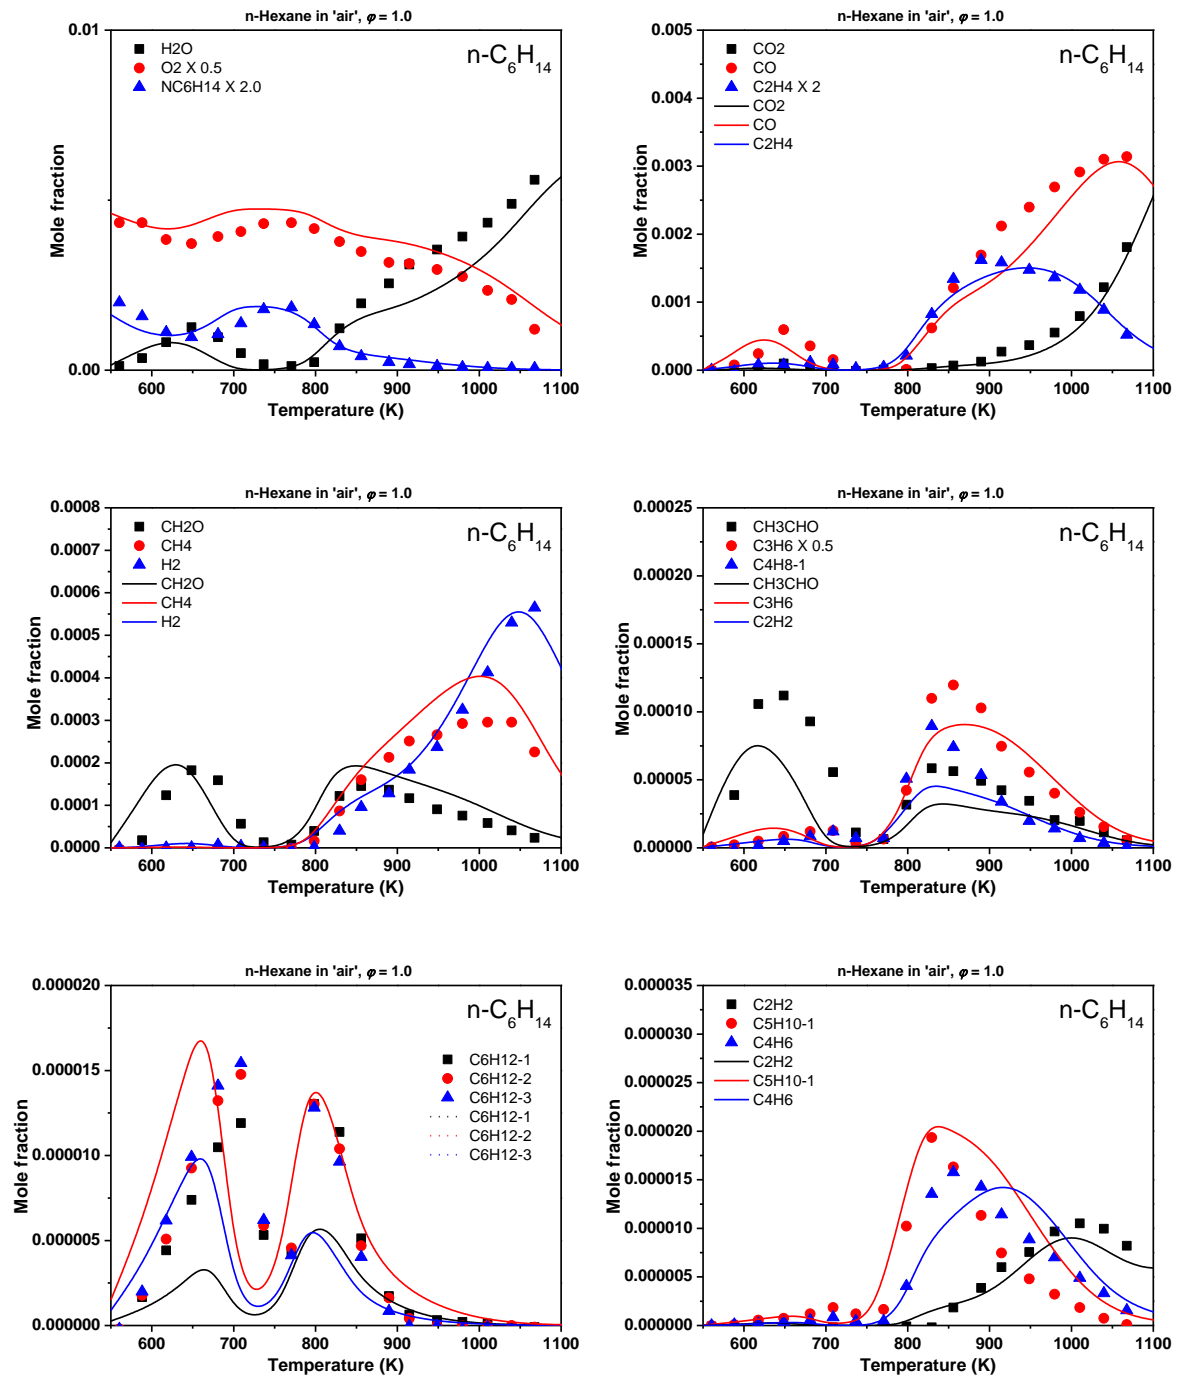 n-Hexane in 'air', φ = 1.0
0.01
H2O
O2 X 0.5
NC6H14 X 2.0
n-C6H14
Mole fraction
0.00
600 700 800 900 1000 1100
Temperature (K)
n-Hexane in 'air', φ = 1.0
0.005
0.004
0.003
0.002
0.001
0.000
CO2
CO
C2H4 X 2
CO2
CO
C2H4
n-C6H14
Mole fraction
600 700 800 900 1000 1100
Temperature (K)
n-Hexane in 'air', φ = 1.0
0.0008
0.0007
0.0006
0.0005
0.0004
0.0003
0.0002
0.0001
0.0000
CH2O
CH4
H2
CH2O
CH4
H2
n-C6H14
Mole fraction
600 700 800 900 1000 1100
Temperature (K)
n-Hexane in 'air', φ = 1.0
0.00025
0.00020
0.00015
0.00010
0.00005
0.00000
CH3CHO
C3H6 X 0.5
C4H8-1
CH3CHO
C3H6
C2H2
n-C6H14
Mole fraction
600 700 800 900 1000 1100
Temperature (K)
n-Hexane in 'air', φ = 1.0
0.000020
0.000015
0.000010
0.000005
0.000000
n-C6H14
C6H12-1
C6H12-2
C6H12-3
C6H12-1
C6H12-2
C6H12-3
Mole fraction
600 700 800 900 1000 1100
Temperature (K)
n-Hexane in 'air', φ = 1.0
0.000035
0.000030
0.000025
0.000020
0.000015
0.000010
0.000005
0.000000
C2H2
C5H10-1
C4H6
C2H2
C5H10-1
C4H6
n-C6H14
Mole fraction
600 700 800 900 1000 1100
Temperature (K)